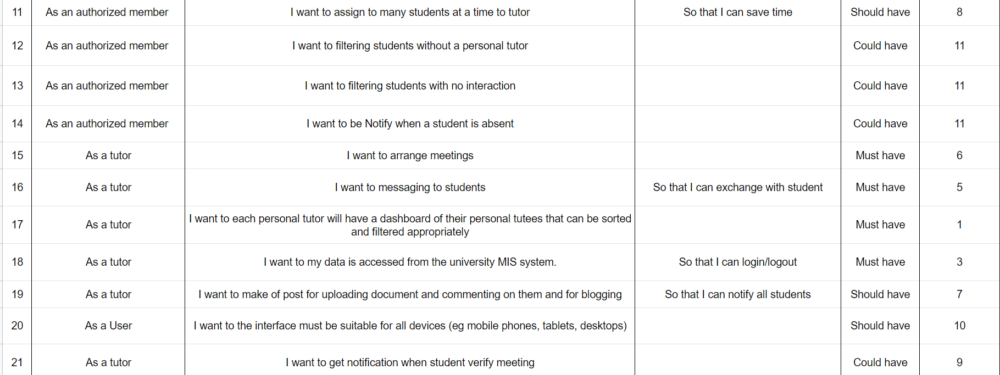 11 As an authorized member I want to assign to many students at a time to tutor So that I can save time Should have 8
12 As an authorized member I want to filtering students without a personal tutor Could have 11
13 As an authorized member I want to filtering students with no interaction Could have 11
14 As an authorized member I want to be Notify when a student is absent Could have 11
15 As a tutor I want to arrange meetings Must have 6
16 As a tutor I want to messaging to students So that I can exchange with student Must have 5
17 As a tutor I want to each personal tutor will have a dashboard of their personal tutees that can be sorted
and filtered appropriately Must have 1
18 As a tutor I want to my data is accessed from the university MIS system. So that I can login/logout Must have 3
19 As a tutor I want to make of post for uploading document and commenting on them and for blogging So that I can notify all students Should have 7
20 As a User I want to the interface must be suitable for all devices (eg mobile phones, tablets, desktops) Should have 10
21 As a tutor I want to get notification when student verify meeting Could have 9